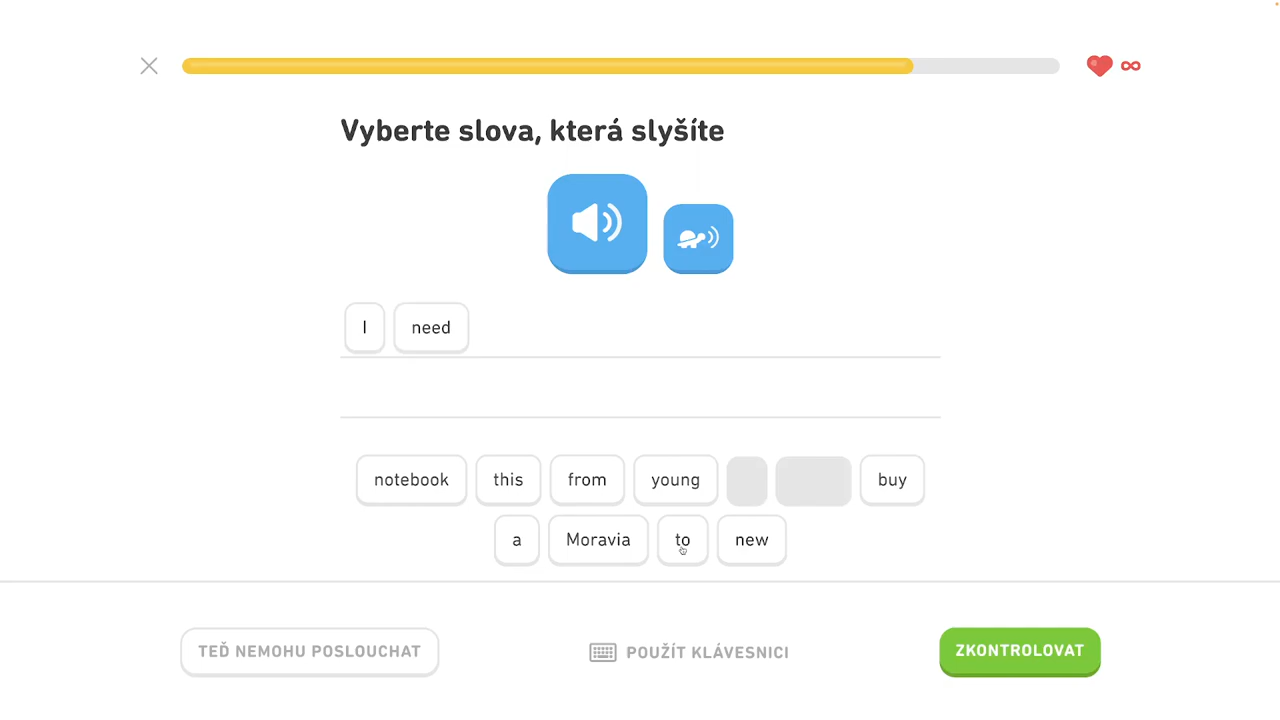 ∞
Vyberte slova, která slyšíte
I need
notebook this from young buy
a Moravia to new
TEĎ NEMOHU POSLOUCHAT POUŽÍT KLÁVESNICI ZKONTROLOVAT